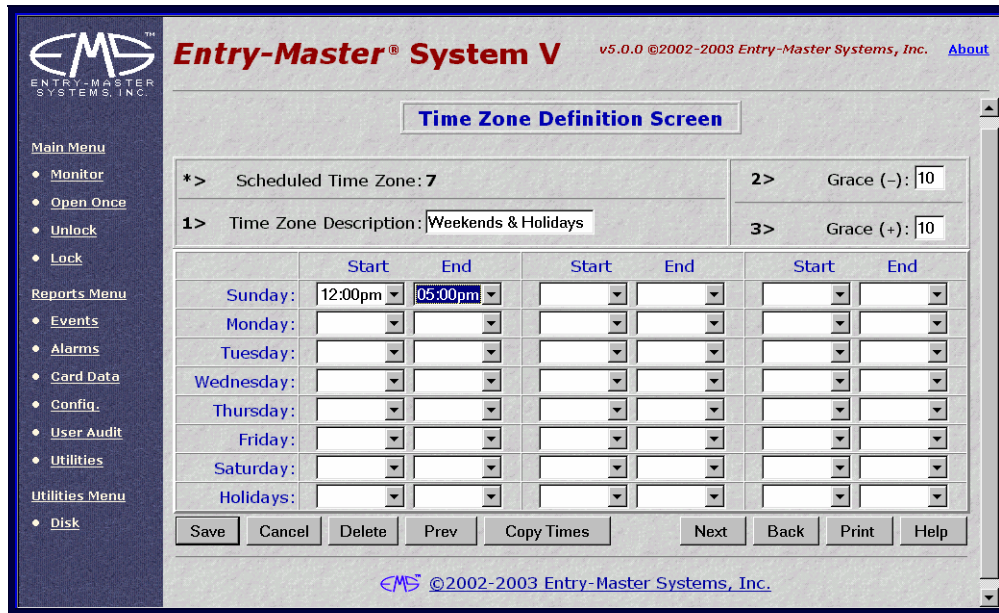 EMS™
ENTRY-MASTER
SYSTEMS, INC.
Entry-Master® System V
v5.0.0 ©2002-2003 Entry-Master Systems, Inc.
About
Main Menu
Monitor
Open Once
Unlock
Lock
Reports Menu
Events
Alarms
Card Data
Config.
User Audit
Utilities
Utilities Menu
Disk
Time Zone Definition Screen
*> Scheduled Time Zone: 7
2> Grace (–): 10
1> Time Zone Description: Weekends & Holidays
3> Grace (+): 10
Start End Start End Start End
Sunday: 12:00pm 05:00pm
Monday:
Tuesday:
Wednesday:
Thursday:
Friday:
Saturday:
Holidays:
Save Cancel Delete Prev Copy Times Next Back Print Help
EMS ©2002-2003 Entry-Master Systems, Inc.